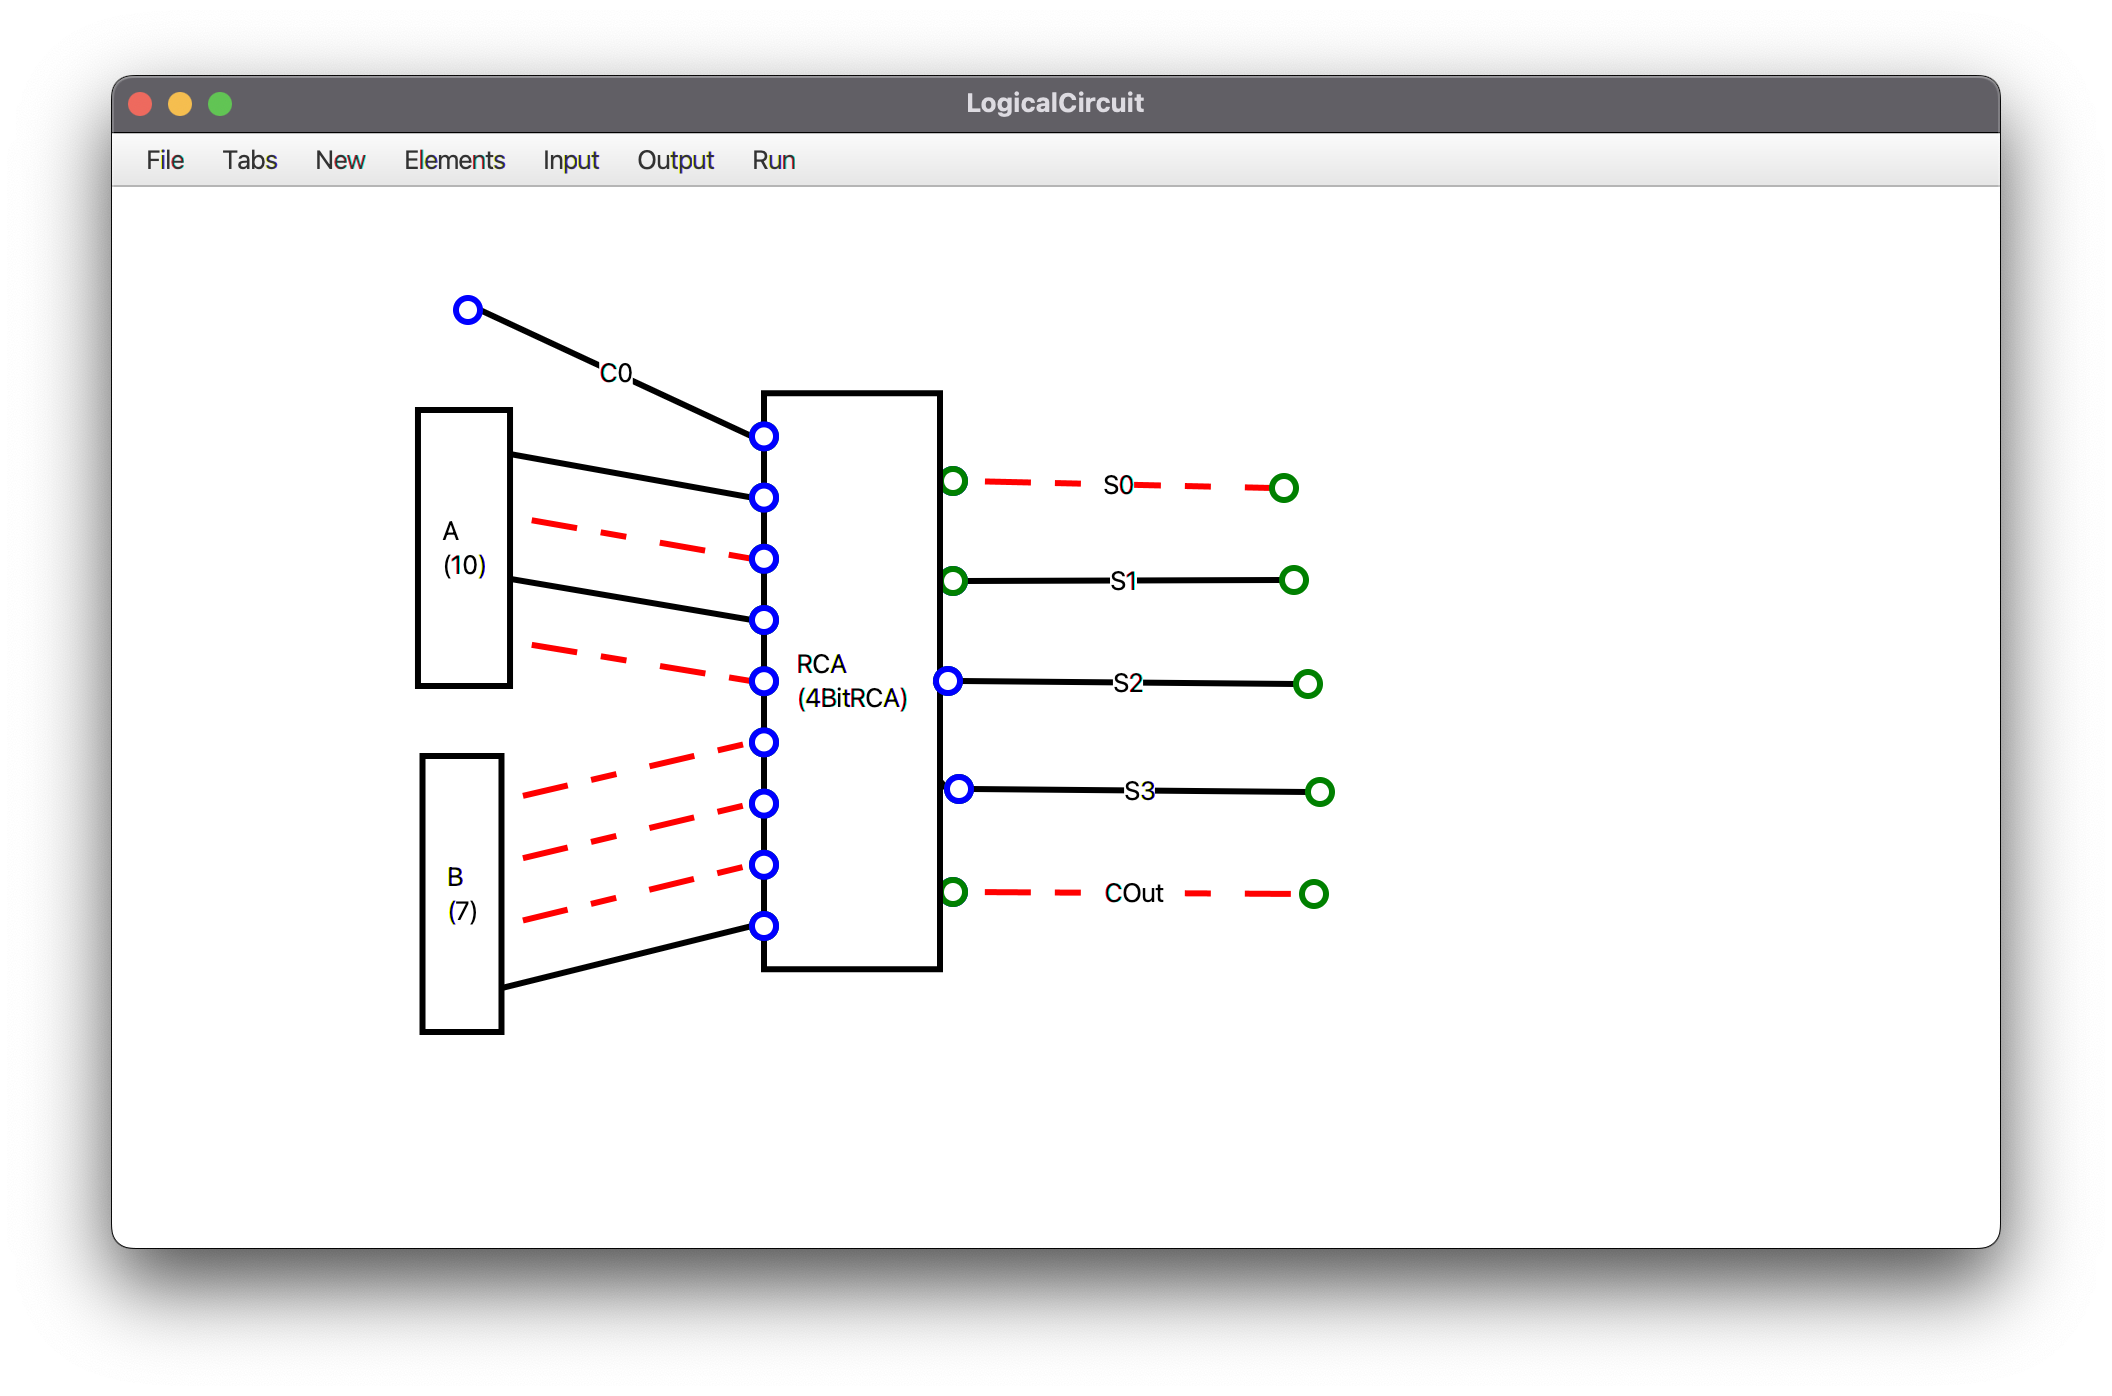 LogicalCircuit
File Tabs New Elements Input Output Run
C0
A
(10)
B
(7)
RCA
(4BitRCA)
S0
S1
S2
S3
COut